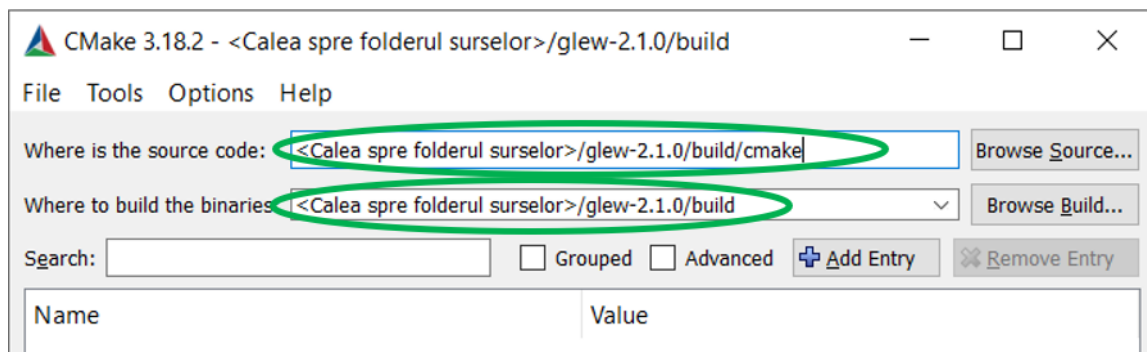 CMake 3.18.2 - <Calea spre folderul surselor>/glew-2.1.0/build
File Tools Options Help
Where is the source code: <Calea spre folderul surselor>/glew-2.1.0/build/cmake Browse Source...
Where to build the binaries <Calea spre folderul surselor>/glew-2.1.0/build Browse Build...
Search: Grouped Advanced Add Entry Remove Entry
Name Value